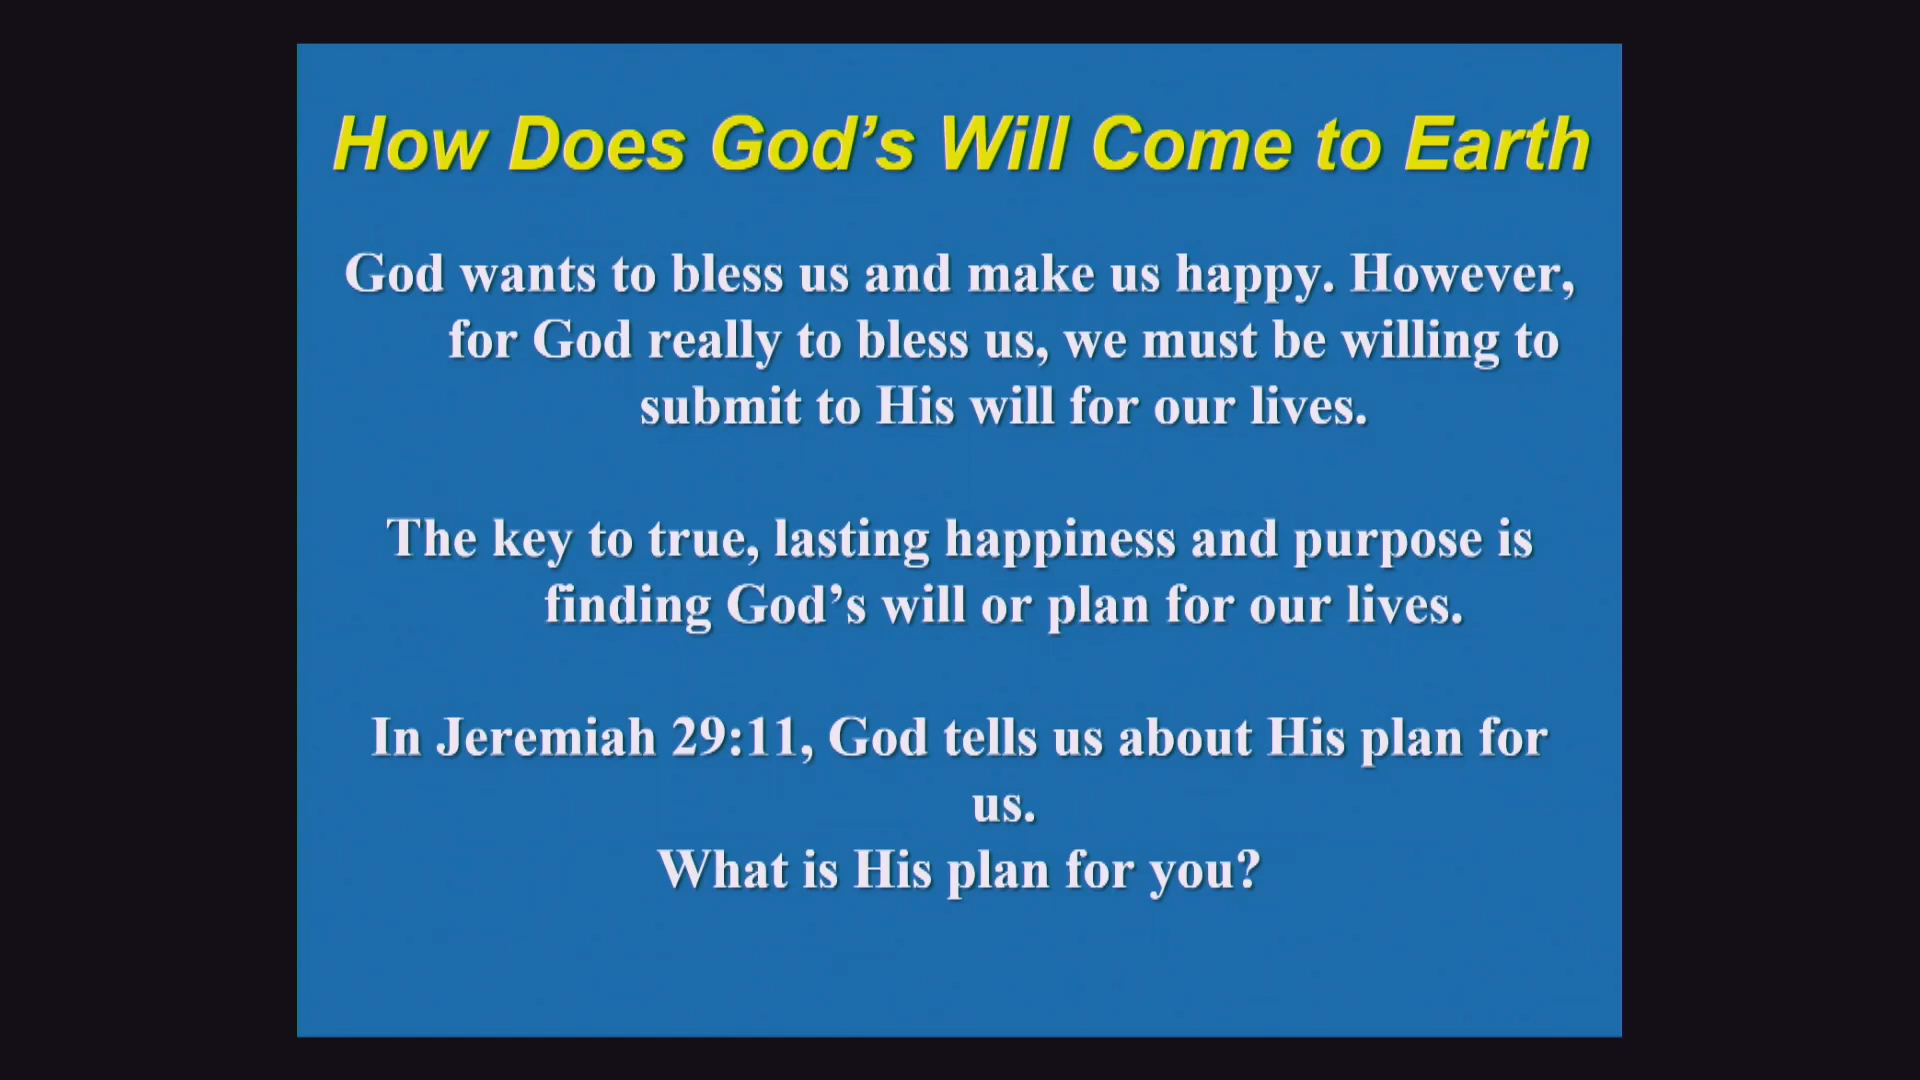 How Does God’s Will Come to Earth
God wants to bless us and make us happy. However,
for God really to bless us, we must be willing to
submit to His will for our lives.
The key to true, lasting happiness and purpose is
finding God’s will or plan for our lives.
In Jeremiah 29:11, God tells us about His plan for
us.
What is His plan for you?